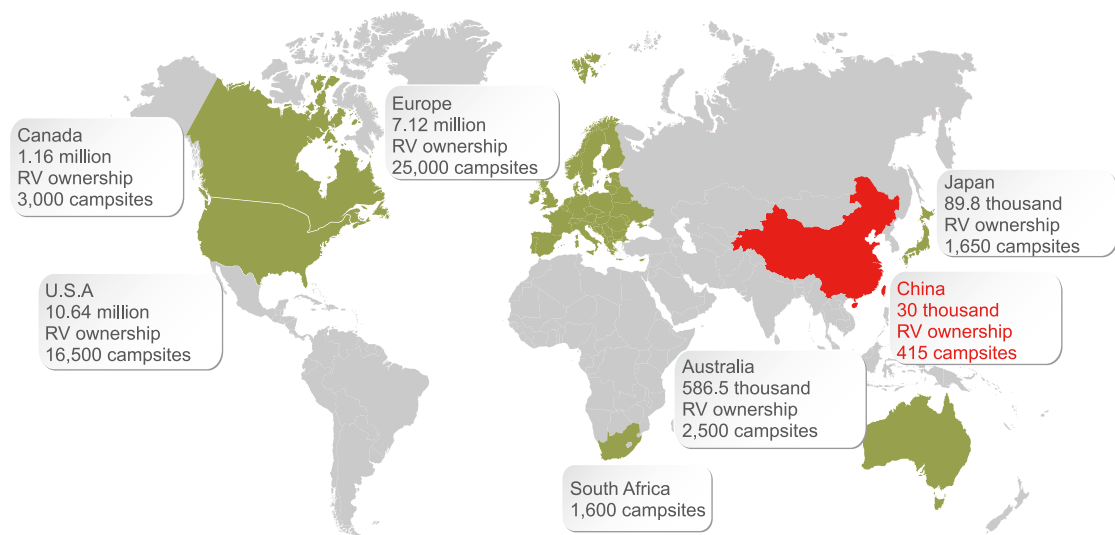 Canada
1.16 million
RV ownership
3,000 campsites
Europe
7.12 million
RV ownership
25,000 campsites
Japan
89.8 thousand
RV ownership
1,650 campsites
U.S.A
10.64 million
RV ownership
16,500 campsites
China
30 thousand
RV ownership
415 campsites
Australia
586.5 thousand
RV ownership
2,500 campsites
South Africa
1,600 campsites